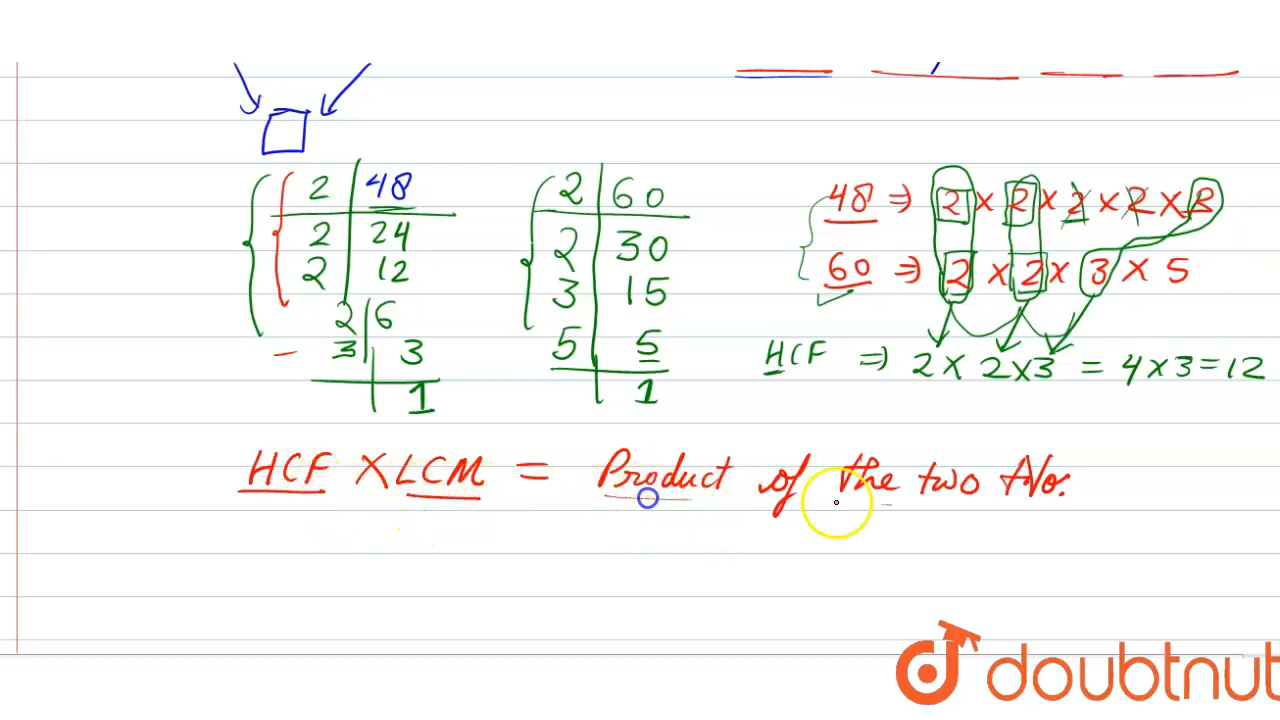 2 | 48
2 | 24
2 | 12
2 | 6
3 | 3
1
2 | 60
2 | 30
3 | 15
5 | 5
1
48 ⇒ 2 × 2 × 2 × 2 × 3
60 ⇒ 2 × 2 × 3 × 5
HCF ⇒ 2 × 2 × 3 = 4 × 3 = 12
HCF × LCM = Product of the two No.
doubtnut